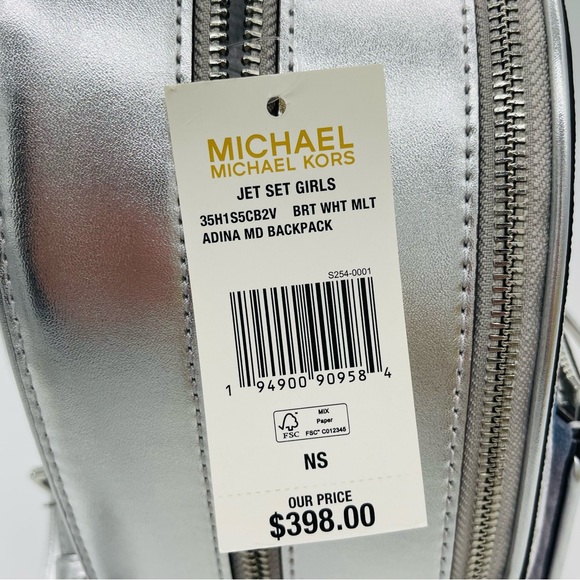 MICHAEL
MICHAEL KORS
JET SET GIRLS
35H1S5CB2V BRT WHT MLT
ADINA MD BACKPACK
S254-0001
1 94900 90958 4
FSC
MIX
Paper
FSC™ C012345
NS
OUR PRICE
$398.00